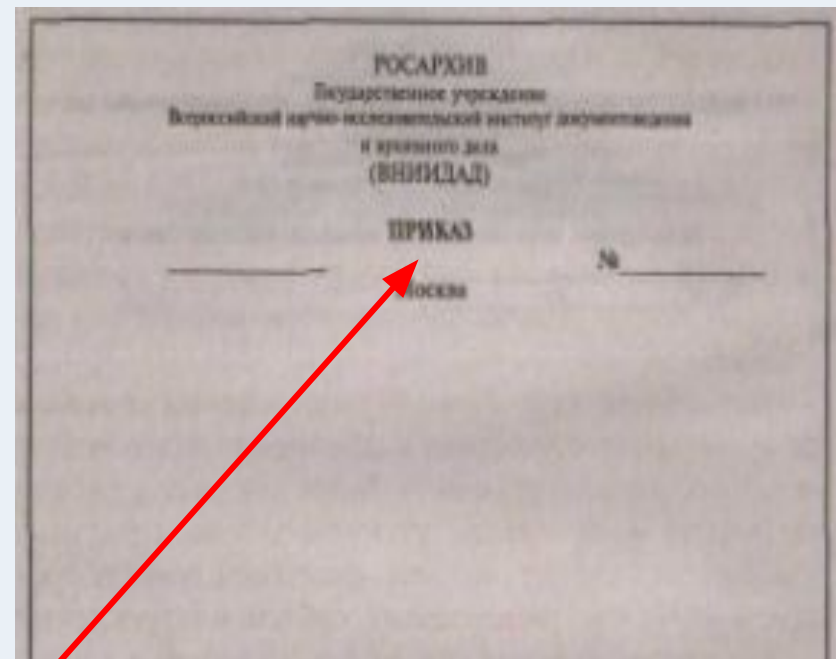 РОСАРХИВ
Государственное учреждение
Всероссийский научно-исследовательский институт документоведения
и архивного дела
(ВНИИДАД)
ПРИКАЗ
№
Москва